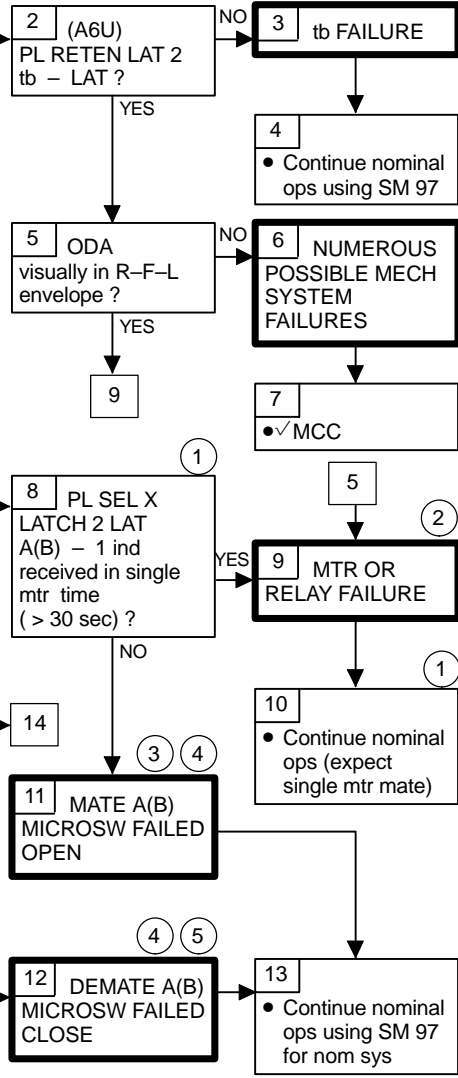 2 (A6U)
PL RETEN LAT 2
tb – LAT ?
NO
3 tb FAILURE
YES
4
• Continue nominal
ops using SM 97
5 ODA
visually in R–F–L
envelope ?
NO
6 NUMEROUS
POSSIBLE MECH
SYSTEM
FAILURES
YES
9
7
•√MCC
1
8 PL SEL X
LATCH 2 LAT
A(B) – 1 ind
received in single
mtr time
( > 30 sec) ?
YES
5
2
9 MTR OR
RELAY FAILURE
NO
1
10
• Continue nominal
ops (expect
single mtr mate)
14
3 4
11 MATE A(B)
MICROSW FAILED
OPEN
4 5
12 DEMATE A(B)
MICROSW FAILED
CLOSE
13
• Continue nominal
ops using SM 97
for nom sys